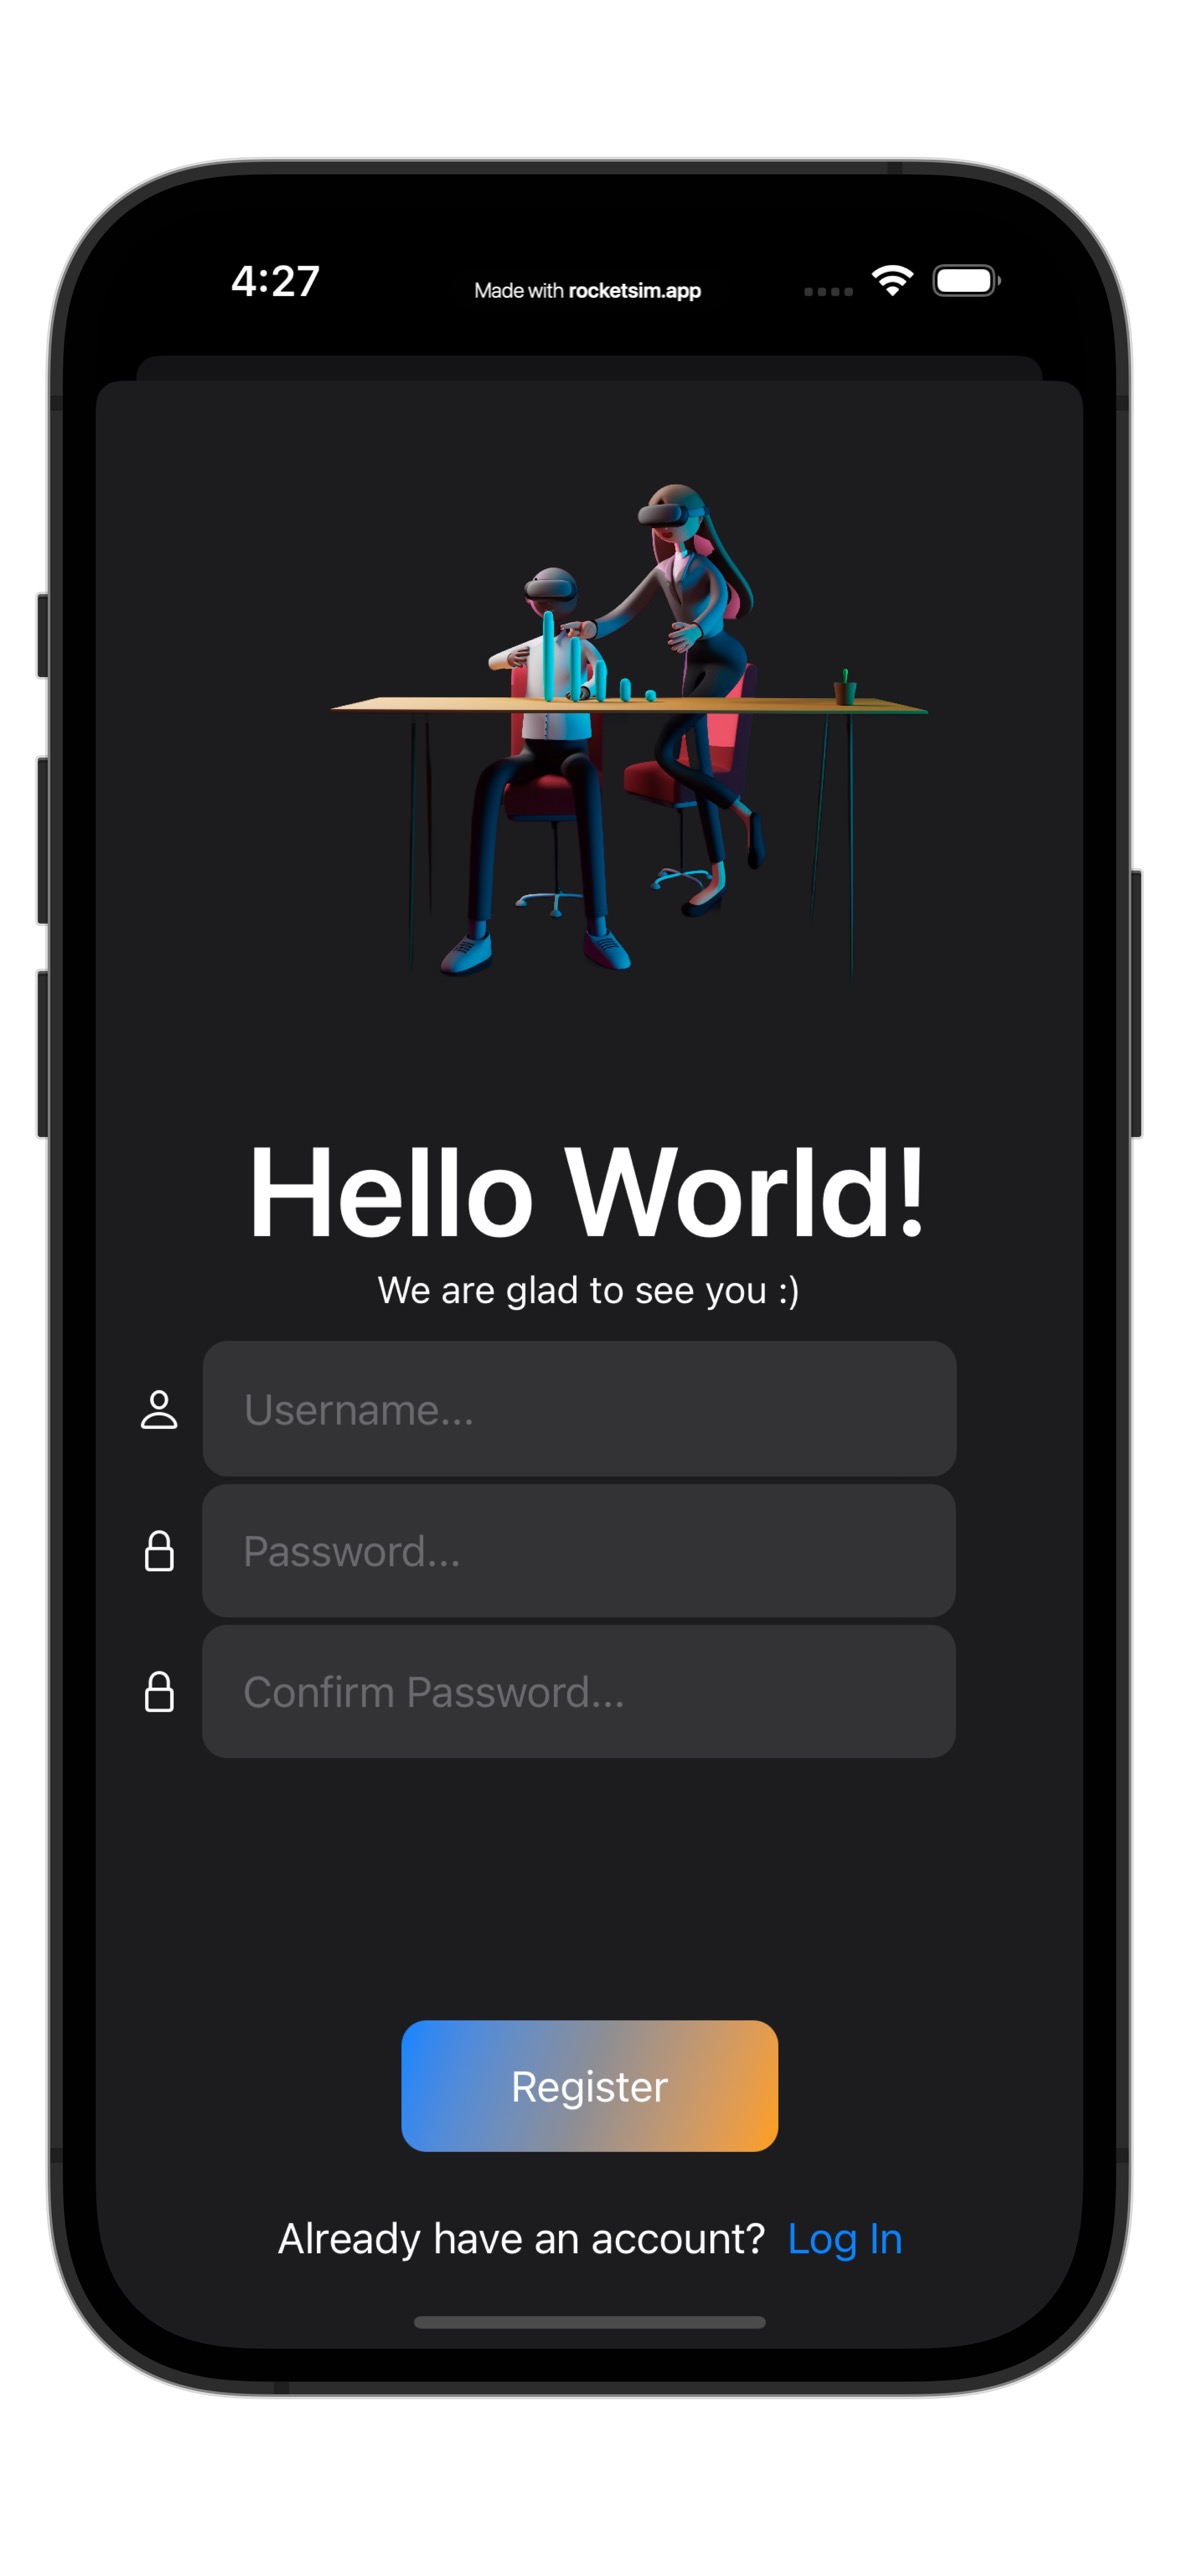 4:27
Made with rocketsim.app
Hello World!
We are glad to see you :)
Username...
Password...
Confirm Password...
Register
Already have an account? Log In